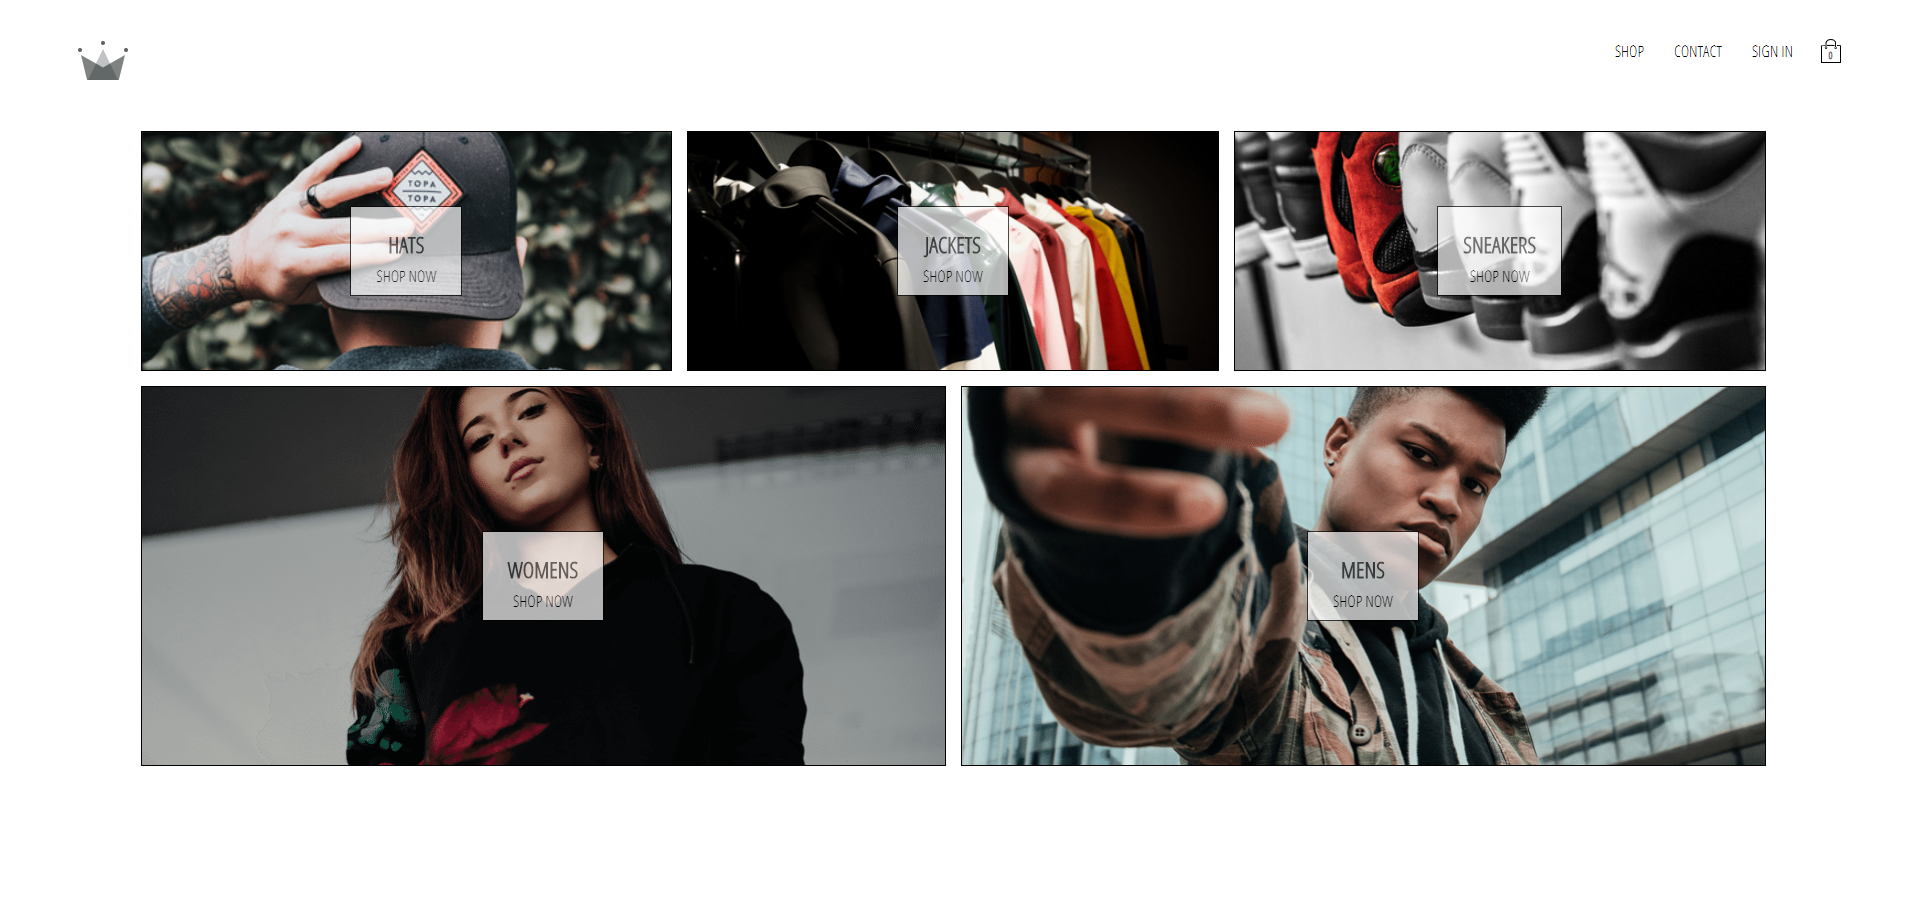 SHOP
CONTACT
SIGN IN
0
TOPA
TOPA
HATS
SHOP NOW
JACKETS
SHOP NOW
SNEAKERS
SHOP NOW
WOMENS
SHOP NOW
MENS
SHOP NOW